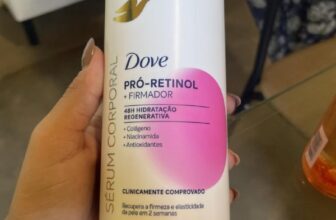 Dove
PRÓ-RETINOL
+ FIRMADOR
48H HIDRATAÇÃO
REGENERATIVA
• Colágeno
• Niacinamida
• Antioxidantes
CLINICAMENTE COMPROVADO
Recupera a firmeza e elasticidade
da pele em 2 semanas
SÉRUM CORPORAL